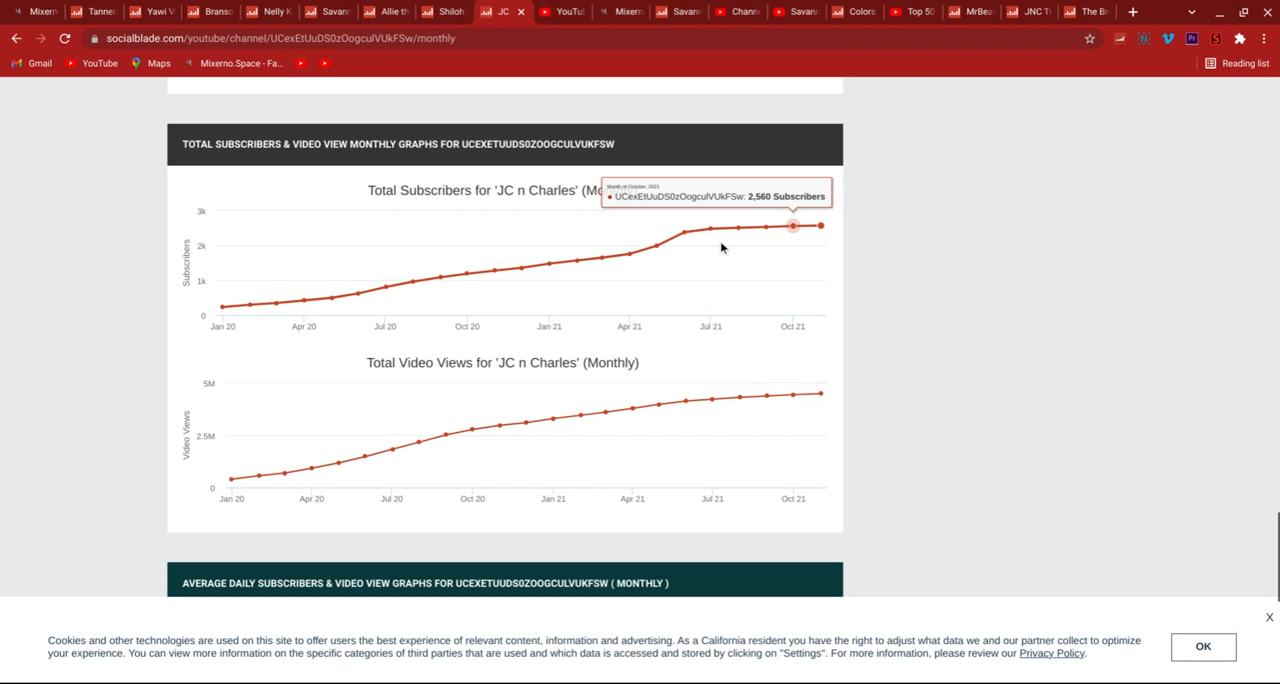 Mixern Tanner Yawi V Branso Nelly K Savann Allie th Shiloh JC YouTu Mixern Savann Chann Savann Colors Top 50 MrBea JNC T The Br
socialblade.com/youtube/channel/UCexEtUuDS0zOogculVUkFSw/monthly
Gmail YouTube Maps Mixerno.Space - Fa... Reading list
TOTAL SUBSCRIBERS & VIDEO VIEW MONTHLY GRAPHS FOR UCEXETUUDS0ZOOGCULVUKFSW
Total Subscribers for 'JC n Charles' (Mo
Month of October, 2021
UCexEtUuDS0zOogculVUkFSw: 2,560 Subscribers
3k
2k
1k
0
Subscribers
Jan 20 Apr 20 Jul 20 Oct 20 Jan 21 Apr 21 Jul 21 Oct 21
Total Video Views for 'JC n Charles' (Monthly)
5M
2.5M
0
Video Views
Jan 20 Apr 20 Jul 20 Oct 20 Jan 21 Apr 21 Jul 21 Oct 21
AVERAGE DAILY SUBSCRIBERS & VIDEO VIEW GRAPHS FOR UCEXETUUDS0ZOOGCULVUKFSW ( MONTHLY )
X
Cookies and other technologies are used on this site to offer users the best experience of relevant content, information and advertising. As a California resident you have the right to adjust what data we and our partner collect to optimize
your experience. You can view more information on the specific categories of third parties that are used and which data is accessed and stored by clicking on "Settings". For more information, please review our Privacy Policy.
OK